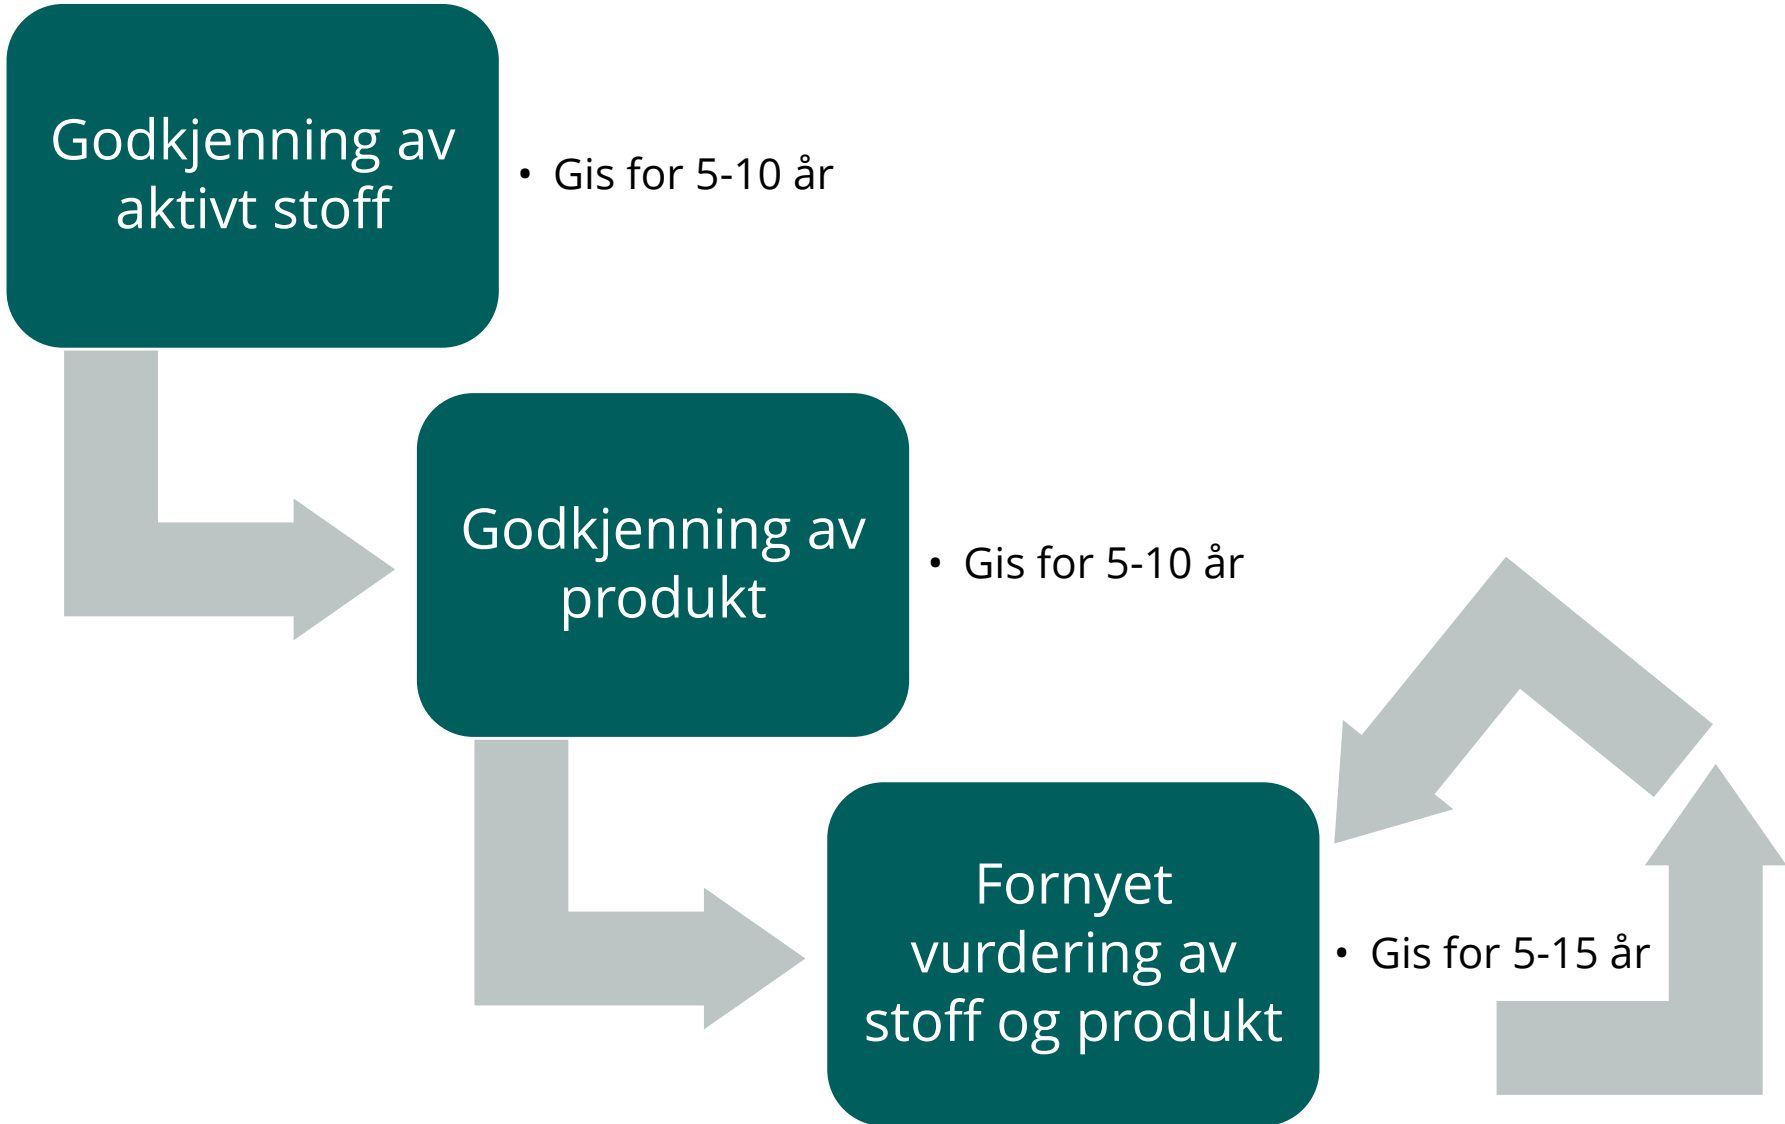 Godkjenning av
aktivt stoff
• Gis for 5-10 år
Godkjenning av
produkt
• Gis for 5-10 år
Fornyet
vurdering av
stoff og produkt
• Gis for 5-15 år